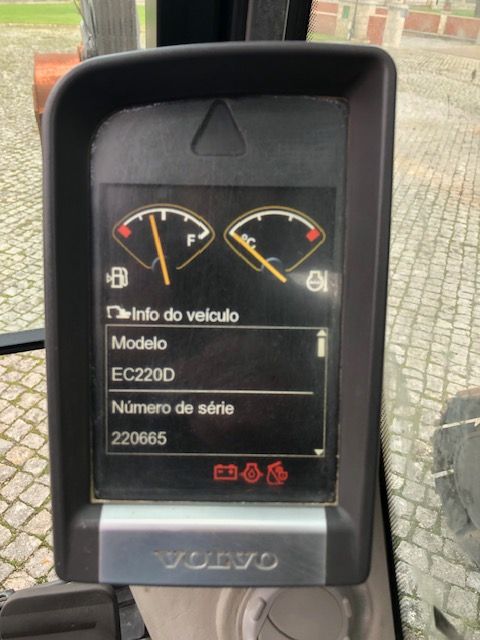 F
°C
Info do veículo
Modelo
EC220D
Número de série
220665
VOLVO